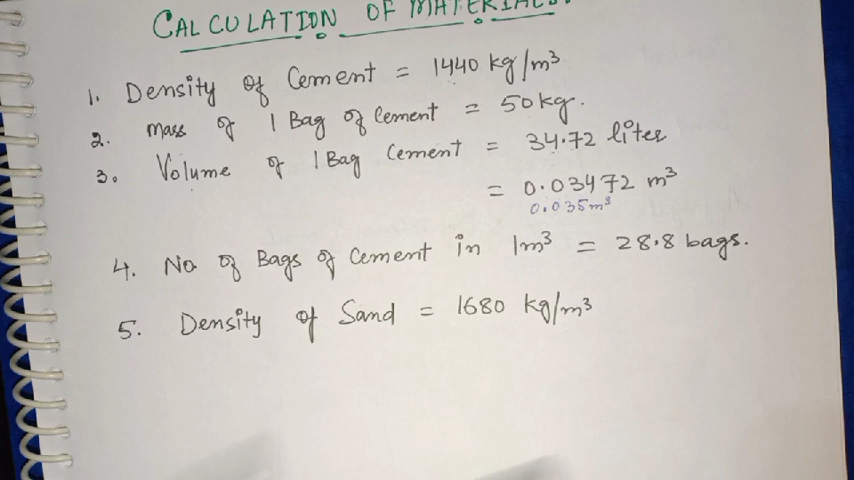 CALCULATION OF MATERIALS.
1. Density of Cement = 1440 kg/m³
2. Mass of 1 Bag of Cement = 50kg.
3. Volume of 1 Bag Cement = 34.72 liter
= 0.03472 m³
0.035m³
4. No. of Bags of Cement in 1m³ = 28.8 bags.
5. Density of Sand = 1680 kg/m³